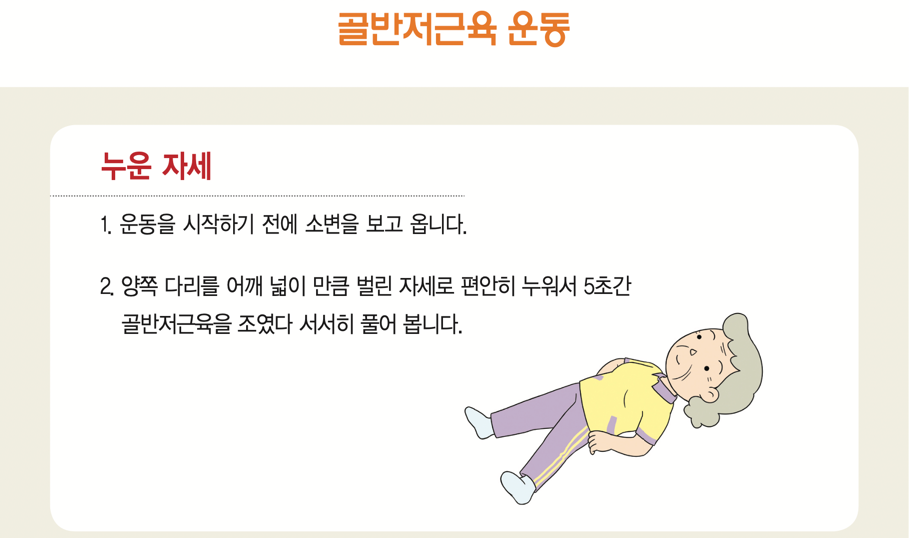 골반저근육 운동
누운 자세
1. 운동을 시작하기 전에 소변을 보고 옵니다.
2. 양쪽 다리를 어깨 넓이 만큼 벌린 자세로 편안히 누워서 5초간
골반저근육을 조였다 서서히 풀어 봅니다.